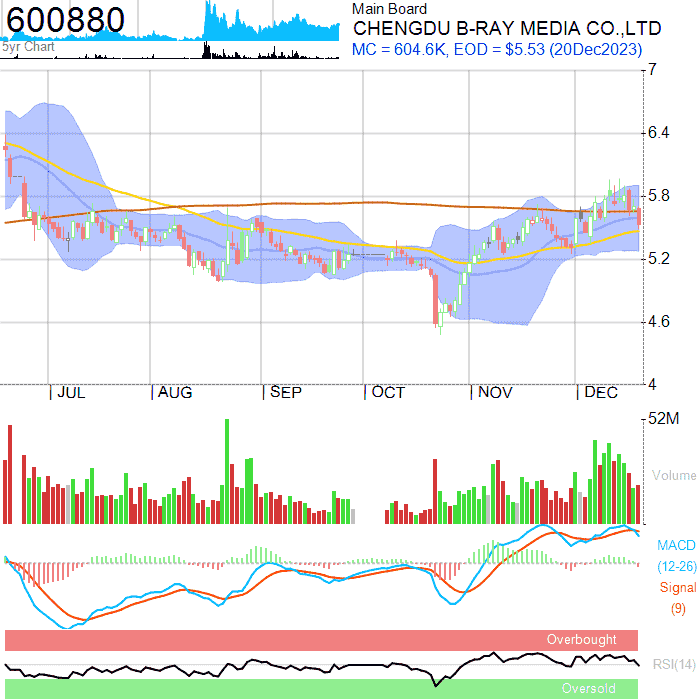 600880
5yr Chart
Main Board
CHENGDU B-RAY MEDIA CO.,LTD
MC = 604.6K, EOD = $5.53 (20Dec2023)
7
6.4
5.8
5.2
4.6
4
JUL AUG SEP OCT NOV DEC
52M
Volume
MACD
(12-26)
Signal
(9)
Overbought
RSI(14)
Oversold